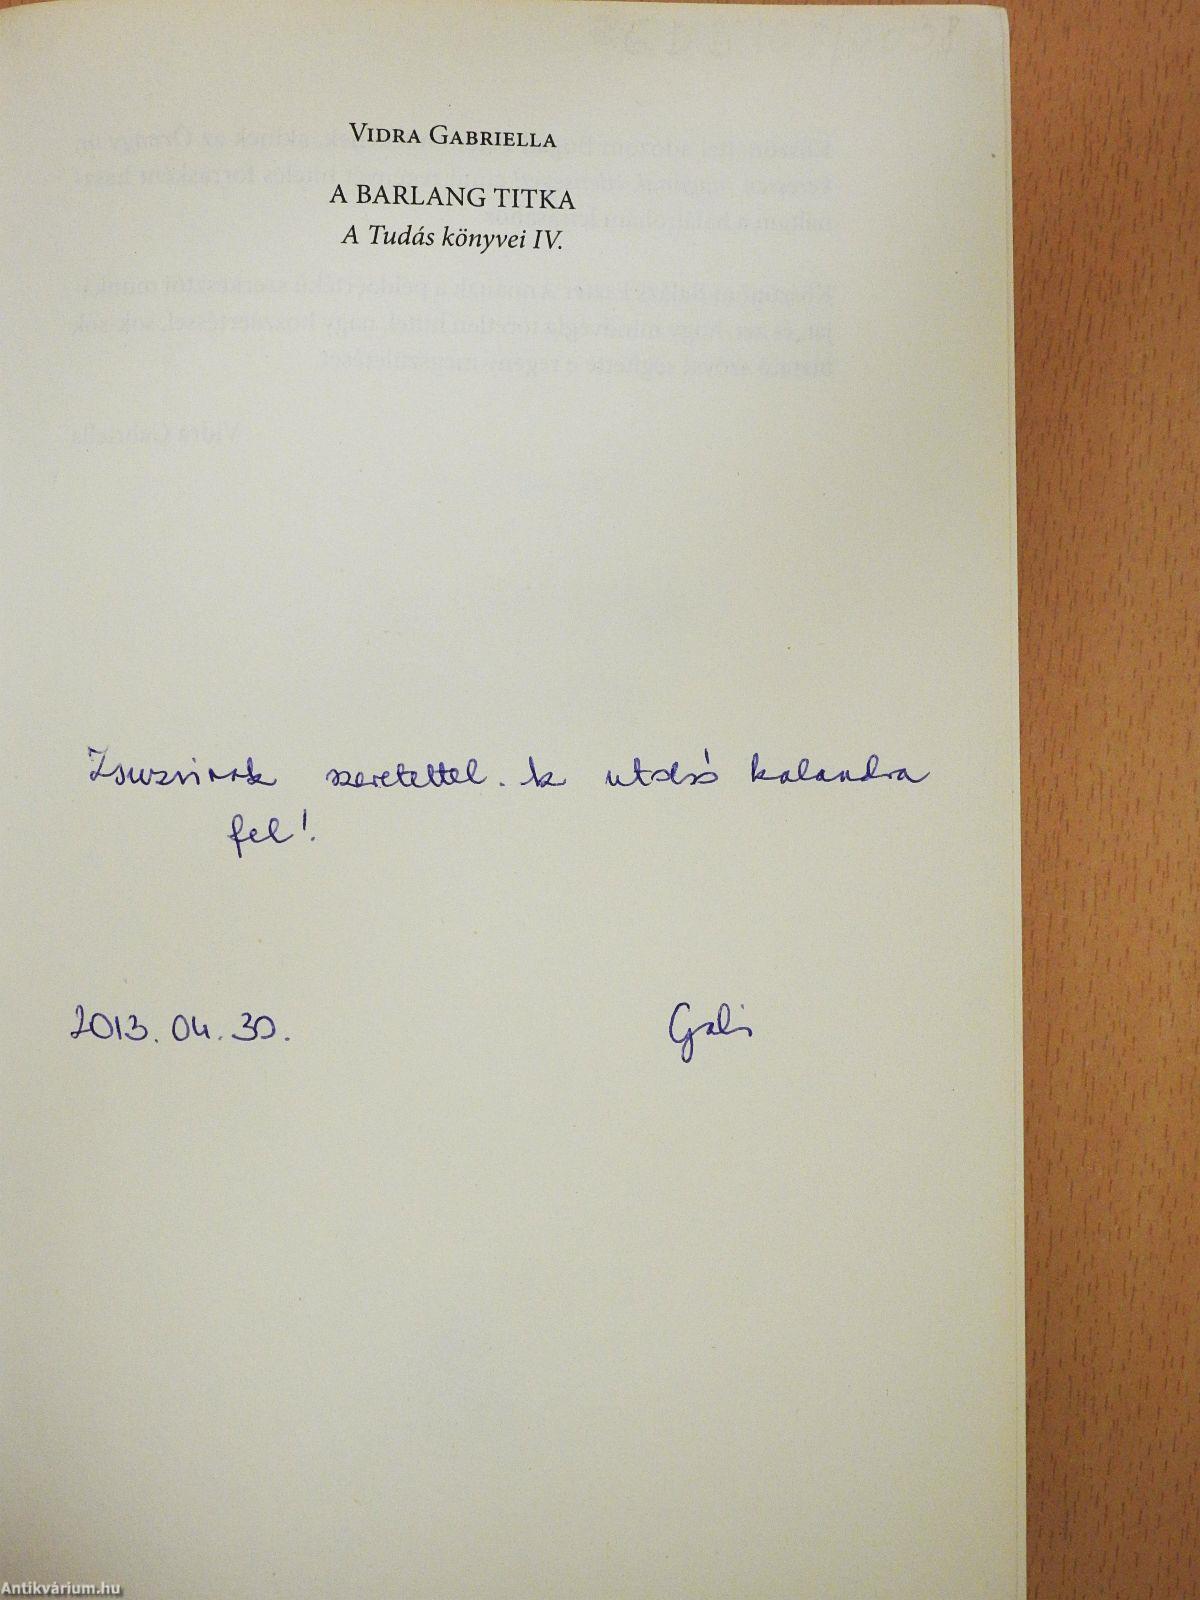 VIDRA GABRIELLA
A BARLANG TITKA
A Tudás könyvei IV.
Zsuzsinak szeretettel. Az utolsó kalandra
fel!
2013. 04. 30.
Gabi
Antikvárium.hu